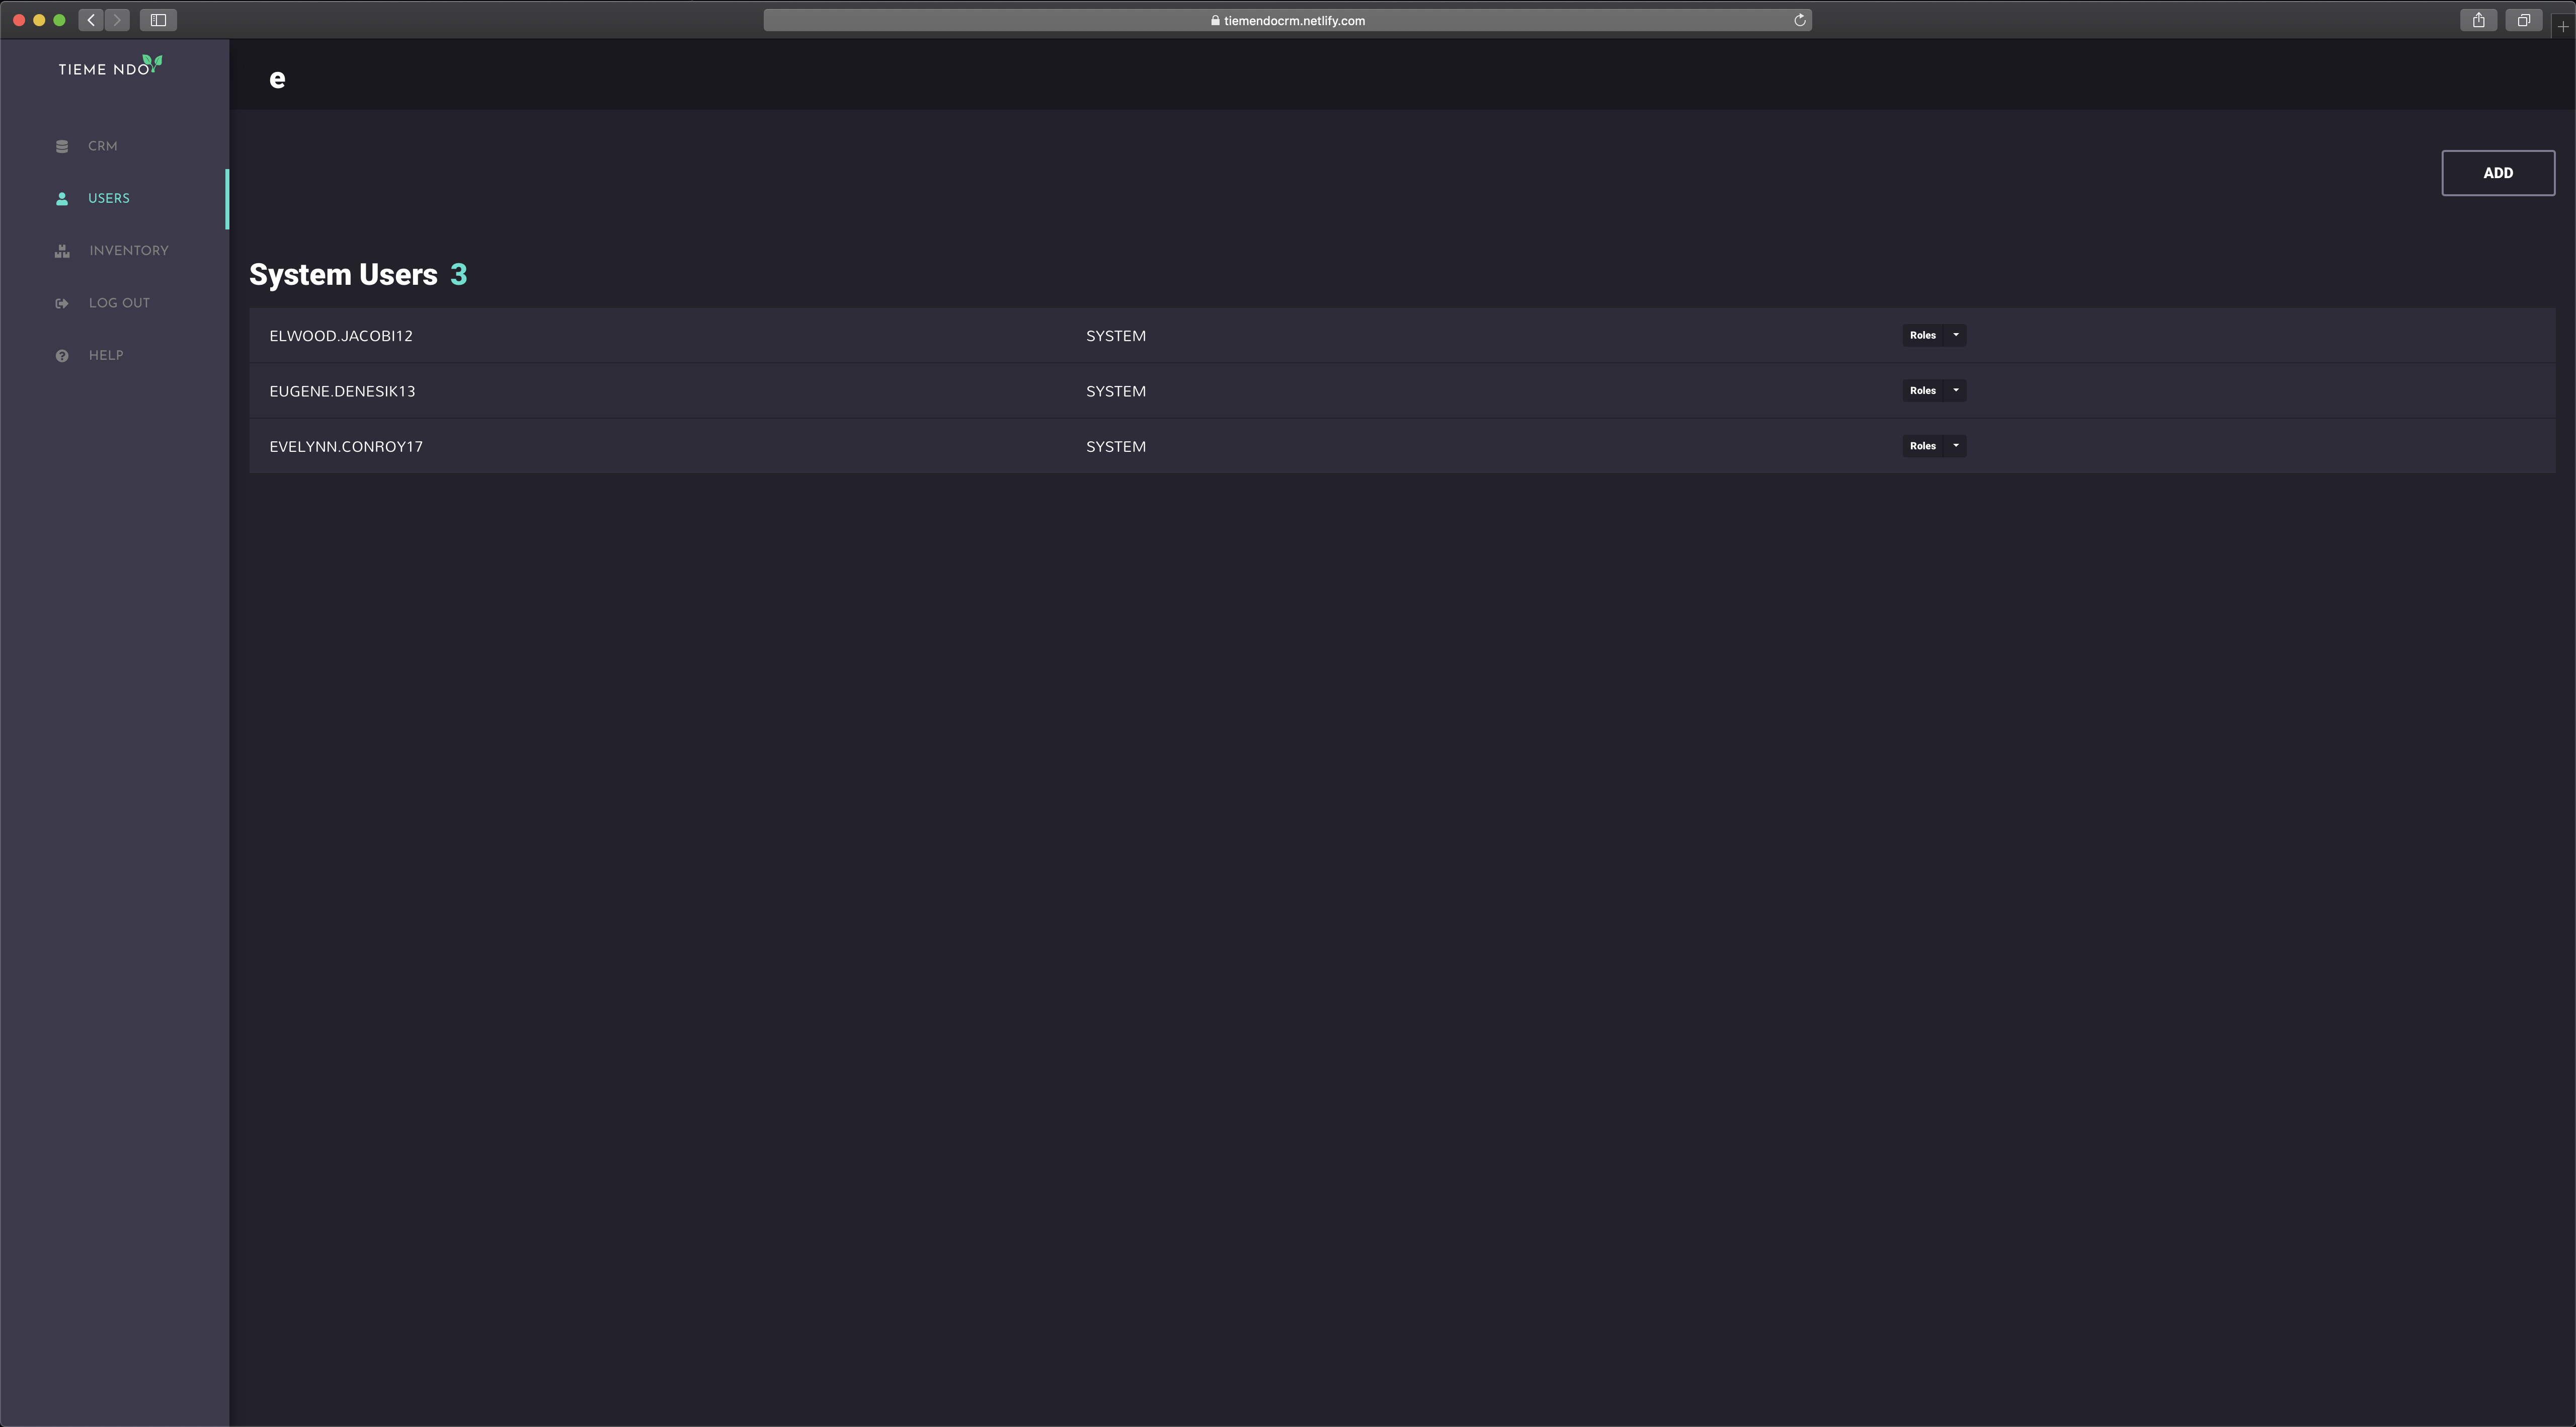 tiemendocrm.netlify.com
TIEME NDO
e
CRM
ADD
USERS
INVENTORY
System Users 3
LOG OUT
ELWOOD.JACOBI12 SYSTEM Roles
HELP
EUGENE.DENESIK13 SYSTEM Roles
EVELYNN.CONROY17 SYSTEM Roles